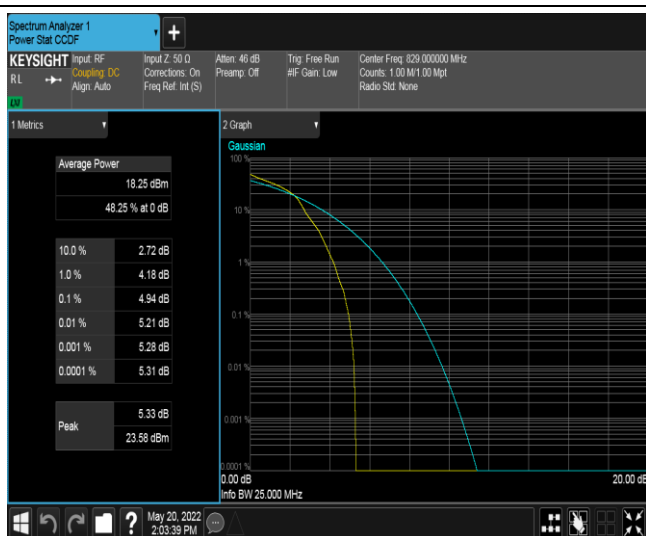 Spectrum Analyzer 1
Power Stat CCDF
+
KEYSIGHT
RL
Input: RF
Coupling: DC
Align: Auto
Input Z: 50 Ω
Corrections: On
Freq Ref: Int (S)
Atten: 46 dB
Preamp: Off
Trig: Free Run
#IF Gain: Low
Center Freq: 829.000000 MHz
Counts: 1.00 M/1.00 Mpt
Radio Std: None
1 Metrics
Average Power
18.25 dBm
48.25 % at 0 dB
10.0 % 2.72 dB
1.0 % 4.18 dB
0.1 % 4.94 dB
0.01 % 5.21 dB
0.001 % 5.28 dB
0.0001 % 5.31 dB
Peak
5.33 dB
23.58 dBm
2 Graph
Gaussian
100 %
10 %
1 %
0.1 %
0.01 %
0.001 %
0.0001 %
0.00 dB
20.00 dB
Info BW 25.000 MHz
?
May 20, 2022
2:03:39 PM